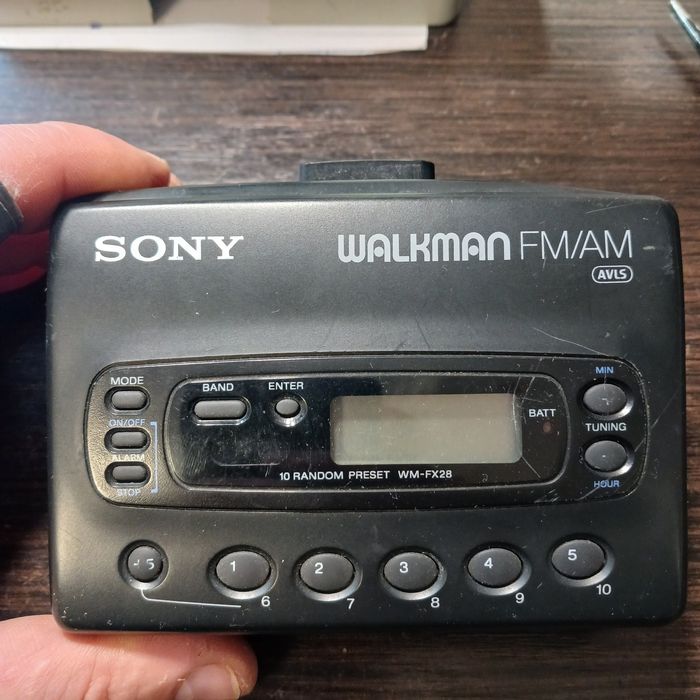 SONY
WALKMAN FM/AM
AVLS
MODE
BAND
ENTER
MIN
ON/OFF
BATT
TUNING
ALARM
STOP
10 RANDOM PRESET WM-FX28
HOUR
+5
1
2
3
4
5
6
7
8
9
10